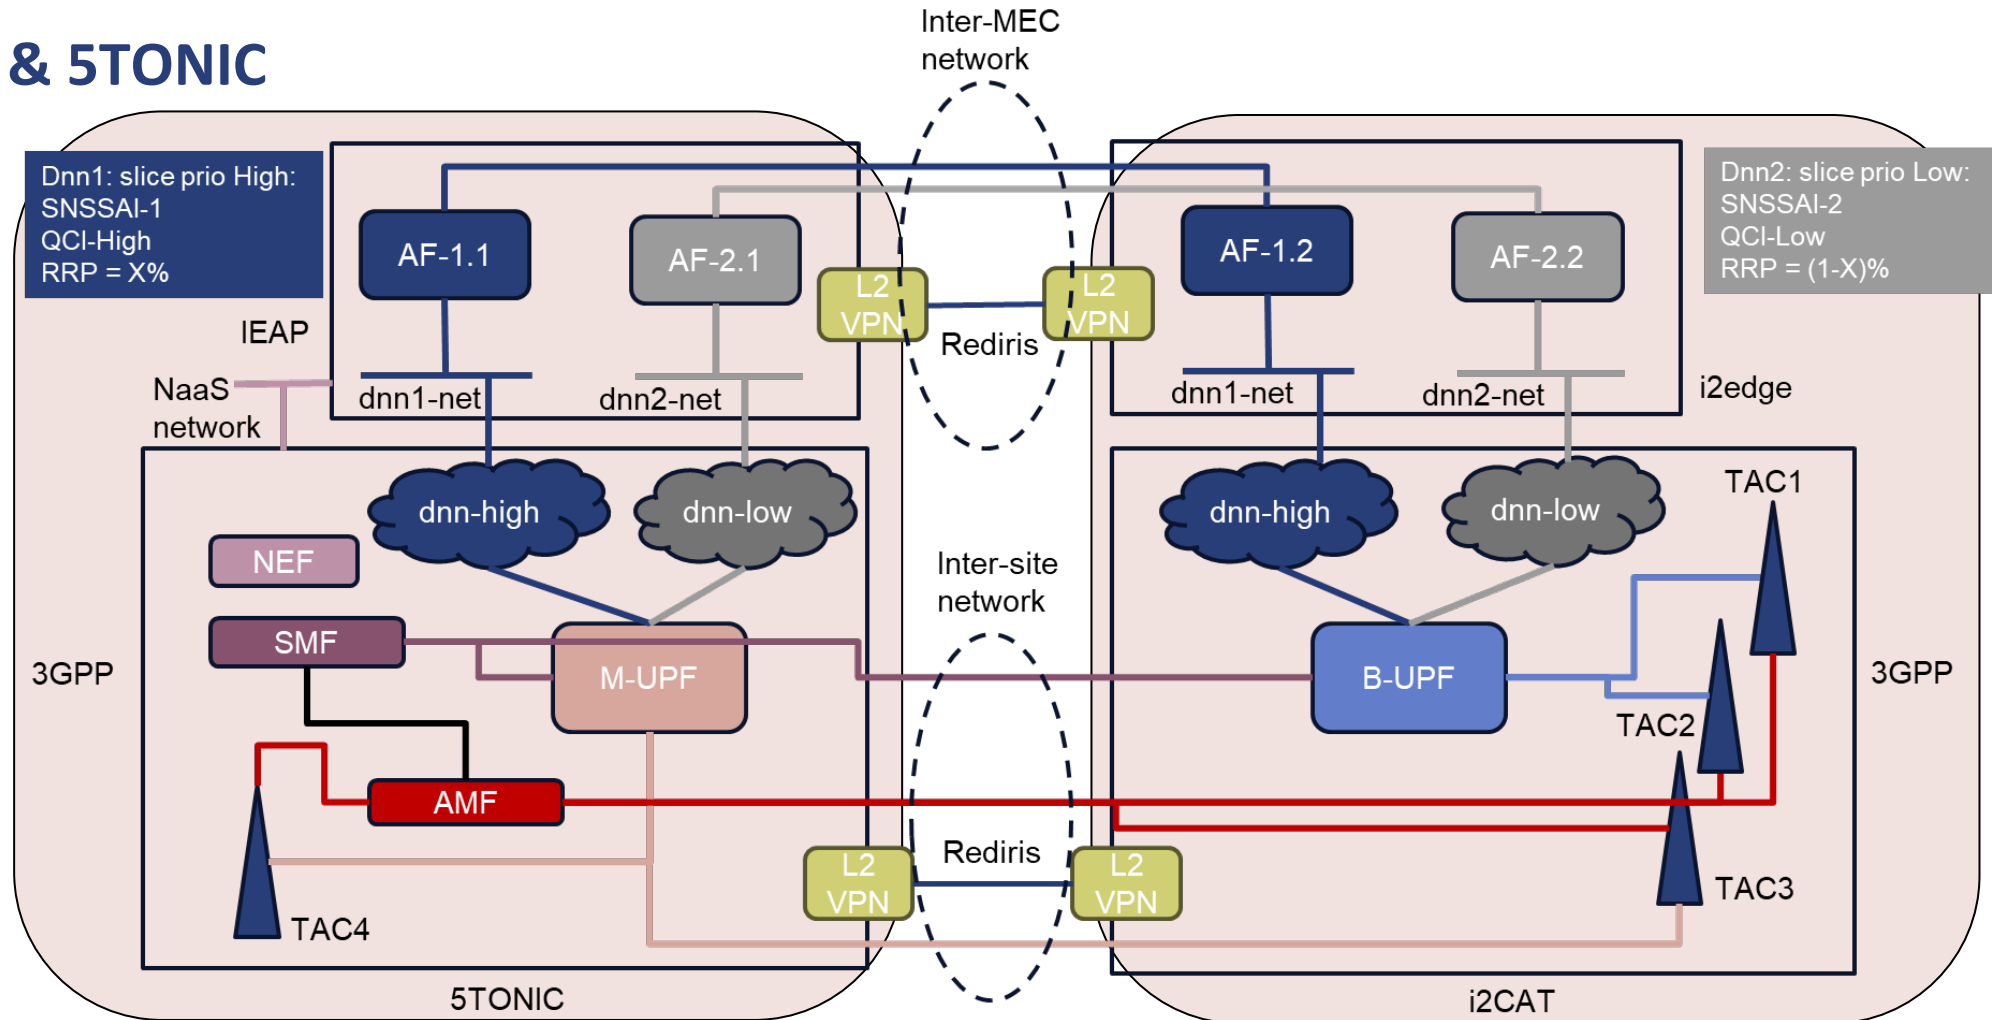 & 5TONIC
Inter-MEC
network
Dnn1: slice prio High:
SNSSAI-1
QCI-High
RRP = X%
Dnn2: slice prio Low:
SNSSAI-2
QCI-Low
RRP = (1-X)%
AF-1.1
AF-2.1
AF-1.2
AF-2.2
L2
VPN
L2
VPN
Rediris
IEAP
NaaS
network
dnn1-net
dnn2-net
dnn1-net
dnn2-net
i2edge
dnn-high
dnn-low
dnn-high
dnn-low
TAC1
NEF
Inter-site
network
SMF
3GPP
M-UPF
B-UPF
3GPP
TAC2
AMF
Rediris
L2
VPN
L2
VPN
TAC3
TAC4
5TONIC
i2CAT